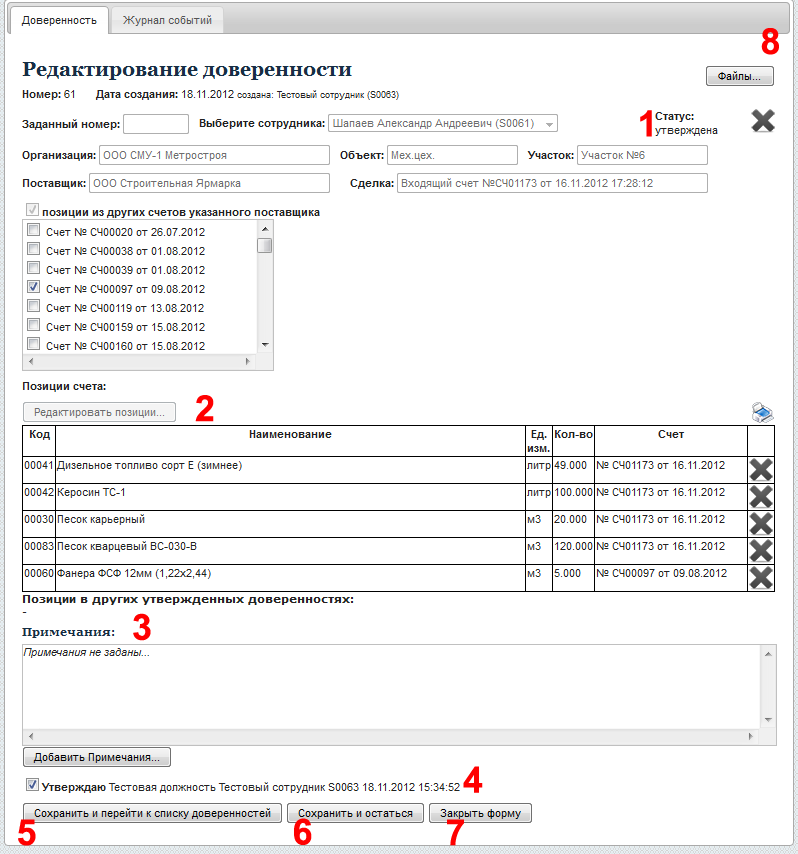 Доверенность Журнал событий
8
Редактирование доверенности
Файлы...
Номер: 61 Дата создания: 18.11.2012 создана: Тестовый сотрудник (S0063)
Заданный номер: Выберите сотрудника: Шапаев Александр Андреевич (S0061) 1 Статус:
утверждена
Организация: ООО СМУ-1 Метростроя Объект: Мех.цех. Участок: Участок №6
Поставщик: ООО Строительная Ярмарка Сделка: Входящий счет №СЧ01173 от 16.11.2012 17:28:12
позиции из других счетов указанного поставщика
Счет № СЧ00020 от 26.07.2012
Счет № СЧ00038 от 01.08.2012
Счет № СЧ00039 от 01.08.2012
Счет № СЧ00097 от 09.08.2012
Счет № СЧ00119 от 13.08.2012
Счет № СЧ00159 от 15.08.2012
Счет № СЧ00160 от 15.08.2012
Позиции счета:
Редактировать позиции... 2
Код Наименование Ед. изм. Кол-во Счет
00041 Дизельное топливо сорт Е (зимнее) литр 49.000 № СЧ01173 от 16.11.2012
00042 Керосин ТС-1 литр 100.000 № СЧ01173 от 16.11.2012
00030 Песок карьерный м3 20.000 № СЧ01173 от 16.11.2012
00083 Песок кварцевый ВС-030-В м3 120.000 № СЧ01173 от 16.11.2012
00060 Фанера ФСФ 12мм (1,22х2,44) м3 5.000 № СЧ00097 от 09.08.2012
Позиции в других утвержденных доверенностях:
-
Примечания: 3
Примечания не заданы...
Добавить Примечания...
Утверждаю Тестовая должность Тестовый сотрудник S0063 18.11.2012 15:34:52 4
Сохранить и перейти к списку доверенностей Сохранить и остаться Закрыть форму
5 6 7